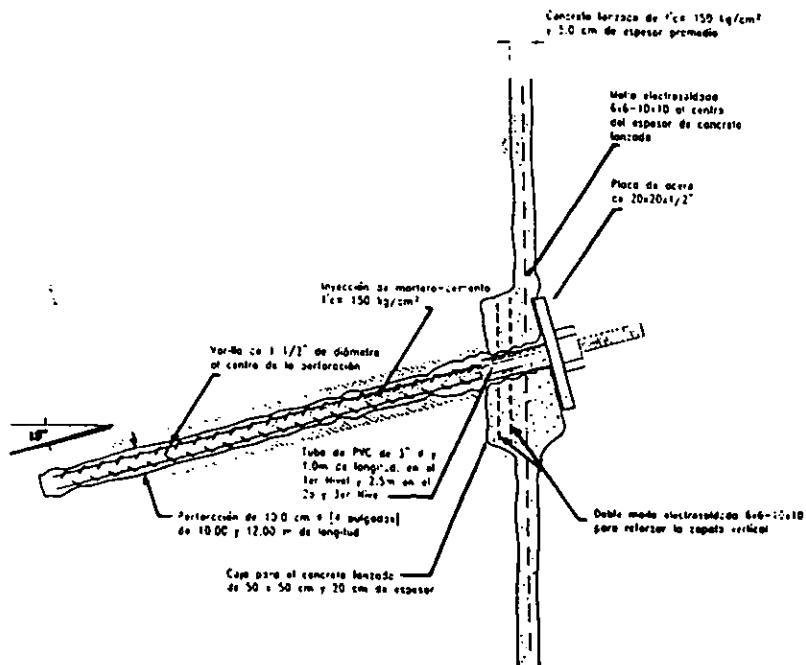 Concreto lanzado de f'c= 150 kg/cm²
y 5.0 cm de espesor promedio
Malla electrosoldada
6x6-10x10 al centro
del espesor de concreto
lanzado
Placa de acero
de 20x20x1/2"
Inyección de mortero-cemento
f'c= 150 kg/cm²
Varilla de 1 1/2" de diámetro
al centro de la perforación
10°
Tubo de PVC de 3" ø y
1.0m de longitud, en el
1er Nivel y 2.5m en el
2o y 3er Nivel
Perforación de 10.0 cm ø [4 pulgadas]
de 10.00 y 12.00 m de longitud
Doble malla electrosoldada 6x6-10x10
para reforzar la zapata vertical
Caja para el concreto lanzado
de 50 x 50 cm y 20 cm de espesor